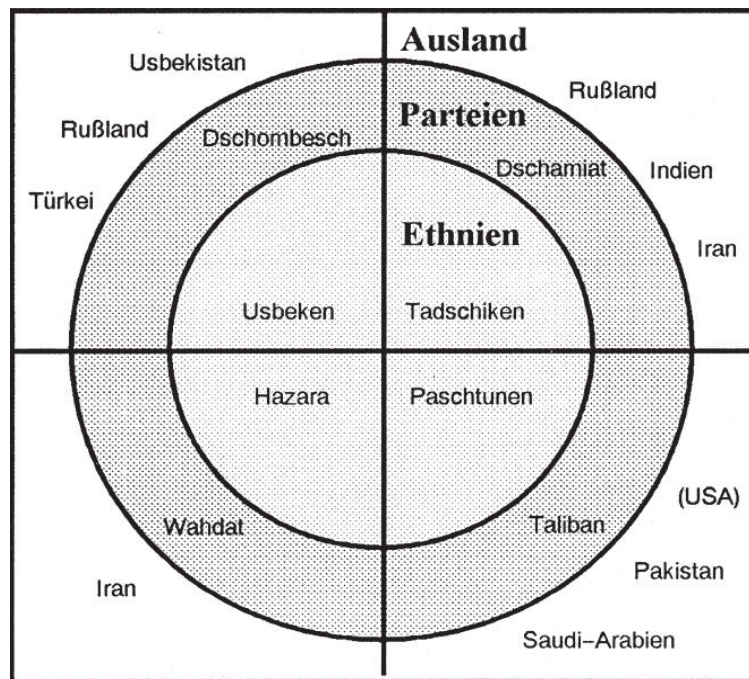 Ausland
Usbekistan
Rußland
Rußland
Parteien
Dschombesch
Dschamiat
Indien
Türkei
Ethnien
Iran
Usbeken
Tadschiken
Hazara
Paschtunen
(USA)
Wahdat
Taliban
Iran
Pakistan
Saudi-Arabien